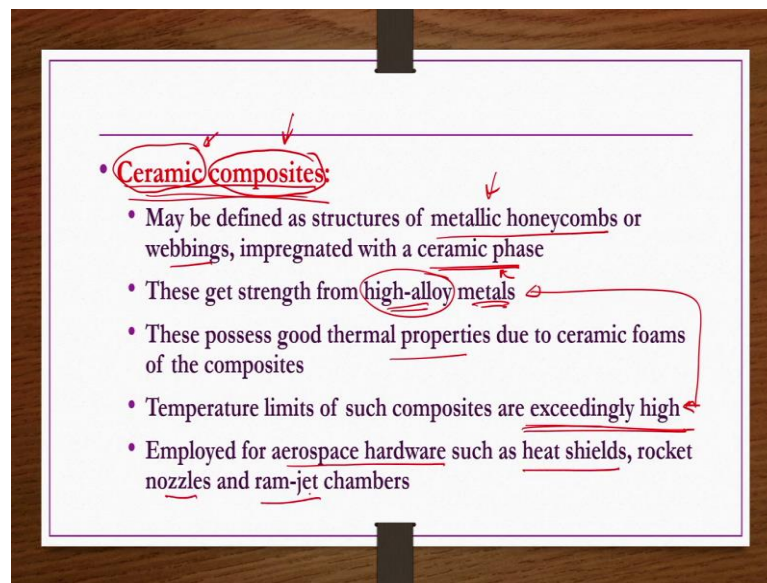 • Ceramic composites:
• May be defined as structures of metallic honeycombs or
webbings, impregnated with a ceramic phase
• These get strength from high-alloy metals
• These possess good thermal properties due to ceramic foams
of the composites
• Temperature limits of such composites are exceedingly high
• Employed for aerospace hardware such as heat shields, rocket
nozzles and ram-jet chambers